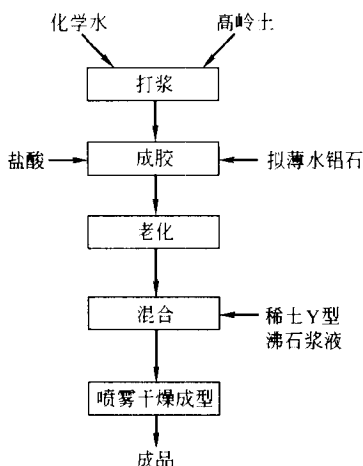 化学水
高岭土
打浆
盐酸
成胶
拟薄水铝石
老化
混合
稀土Y型
沸石浆液
喷雾干燥成型
成品